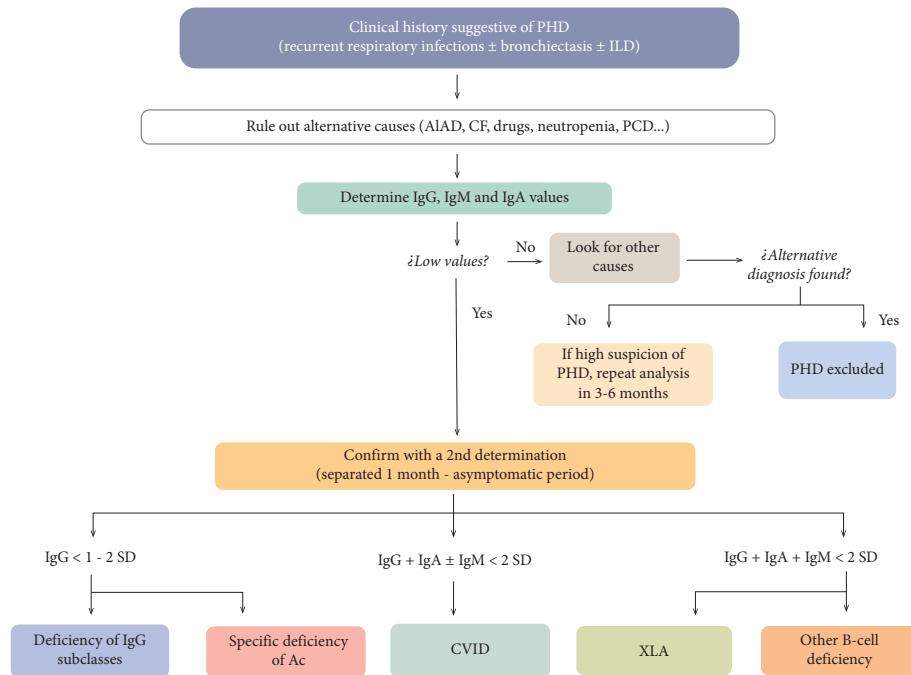 Clinical history suggestive of PHD
(recurrent respiratory infections ± bronchiectasis ± ILD)
Rule out alternative causes (AlAD, CF, drugs, neutropenia, PCD...)
Determine IgG, IgM and IgA values
¿Low values?
No
Look for other
causes
¿Alternative
diagnosis found?
Yes
No
Yes
If high suspicion of
PHD, repeat analysis
in 3-6 months
PHD excluded
Confirm with a 2nd determination
(separated 1 month - asymptomatic period)
IgG < 1 - 2 SD
IgG + IgA ± IgM < 2 SD
IgG + IgA + IgM < 2 SD
Deficiency of IgG
subclasses
Specific deficiency
of Ac
CVID
XLA
Other B-cell
deficiency